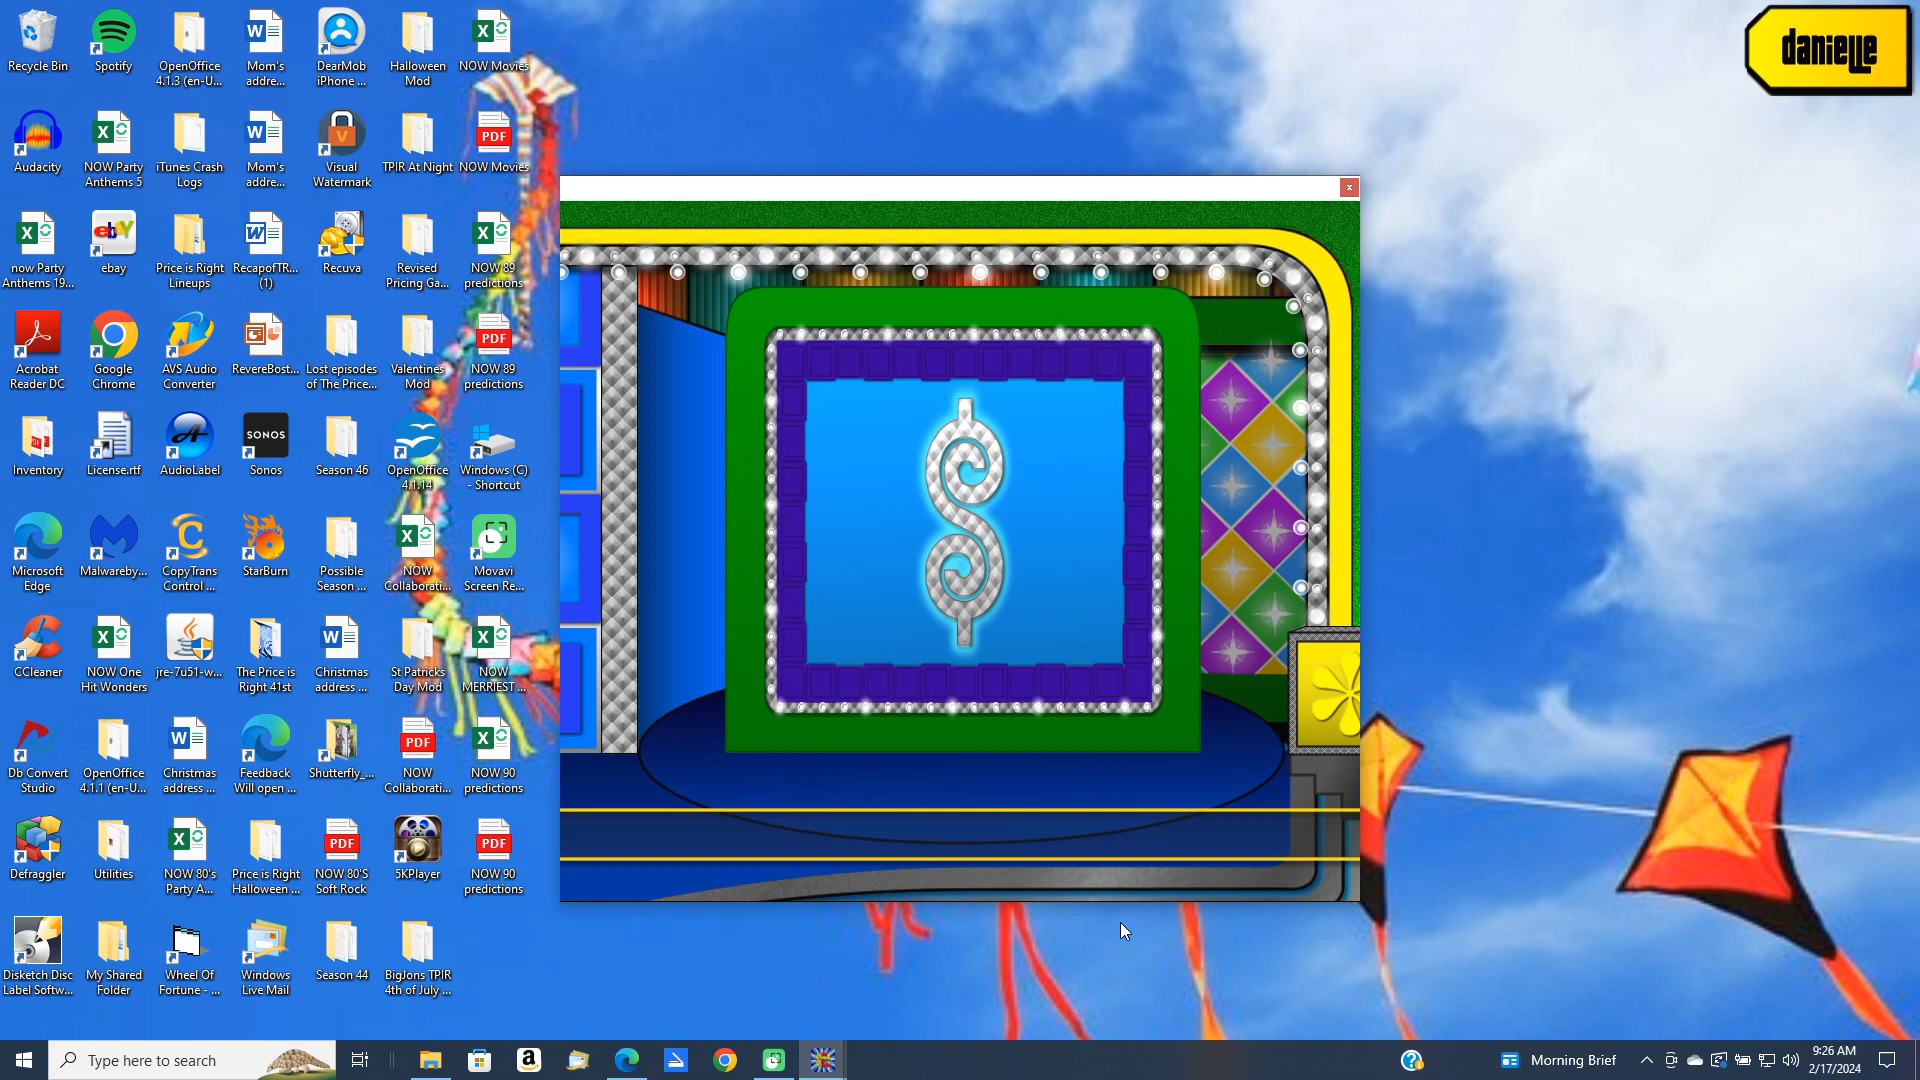 Recycle Bin
Spotify
OpenOffice
4.1.3 (en-U...
Mom's
addre...
DearMob
iPhone ...
Halloween
Mod
NOW Movies
danielle
Audacity
NOW Party
Anthems 5
iTunes Crash
Logs
Mom's
addre...
Visual
Watermark
TPIR At Night
PDF
NOW Movies
x
now Party
Anthems 19...
ebay
ebay
Price is Right
Lineups
RecapofTR...
(1)
Recuva
Revised
Pricing Ga...
NOW 89
predictions
Acrobat
Reader DC
Google
Chrome
AVS Audio
Converter
RevereBost...
Lost episodes
of The Price...
Valentines
Mod
PDF
NOW 89
predictions
Inventory
License.rtf
AudioLabel
SONOS
Sonos
Season 46
OpenOffice
4.1.14
Windows (C)
- Shortcut
Microsoft
Edge
Malwareby...
CopyTrans
Control ...
StarBurn
Possible
Season ...
NOW
Collaborati...
Movavi
Screen Re...
CCleaner
NOW One
Hit Wonders
jre-7u51-w...
The Price is
Right 41st
Christmas
address ...
St Patricks
Day Mod
NOW
MERRIEST ...
Db Convert
Studio
OpenOffice
4.1.1 (en-U...
Christmas
address ...
Feedback
Will open ...
Shutterfly_...
PDF
NOW
Collaborati...
NOW 90
predictions
Defraggler
Utilities
NOW 80'S
Party A...
Price is Right
Halloween ...
PDF
NOW 80'S
Soft Rock
5KPlayer
PDF
NOW 90
predictions
Disketch Disc
Label Softw...
My Shared
Folder
Wheel Of
Fortune - ...
Windows
Live Mail
Season 44
BigJons TPIR
4th of July ...
Type here to search
Morning Brief
9:26 AM
2/17/2024